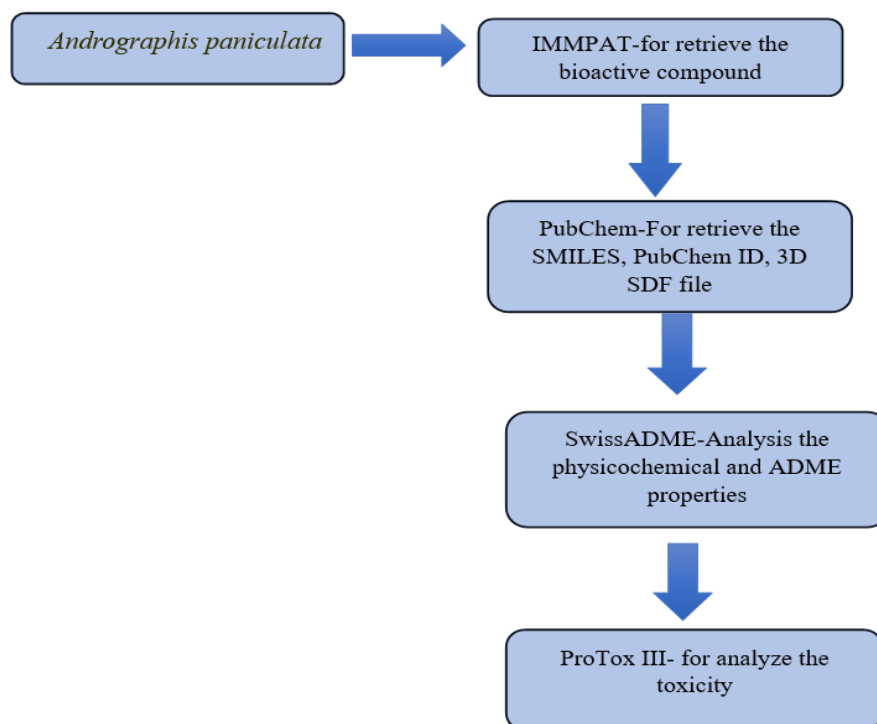 Andrographis paniculata
IMMPAT-for retrieve the
bioactive compound
PubChem-For retrieve the
SMILES, PubChem ID, 3D
SDF file
SwissADME-Analysis the
physicochemical and ADME
properties
ProTox III- for analyze the
toxicity